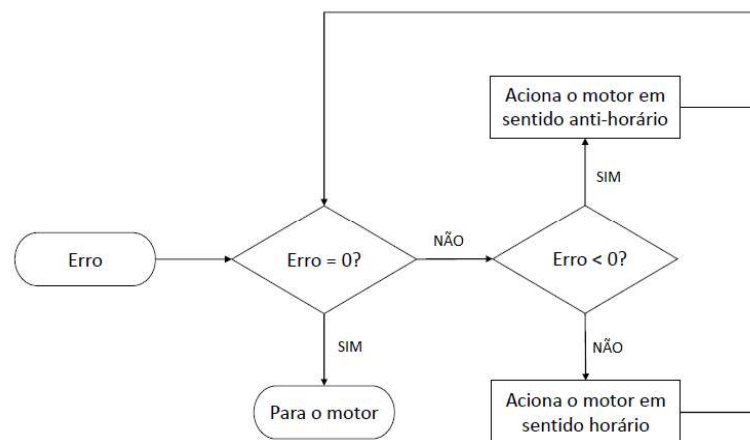 Erro
Erro = 0?
NÃO
SIM
Para o motor
Erro < 0?
SIM
Aciona o motor em
sentido anti-horário
NÃO
Aciona o motor em
sentido horário